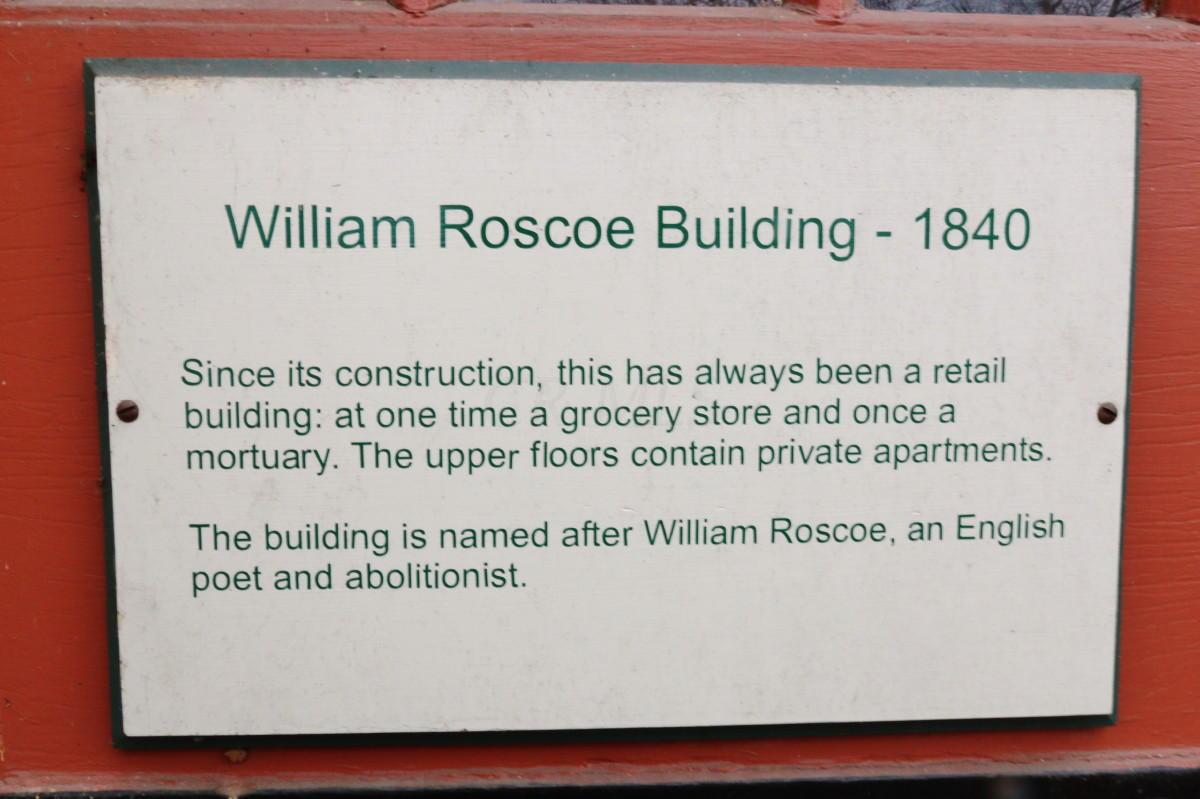 William Roscoe Building - 1840
Since its construction, this has always been a retail
building: at one time a grocery store and once a
mortuary. The upper floors contain private apartments.
The building is named after William Roscoe, an English
poet and abolitionist.